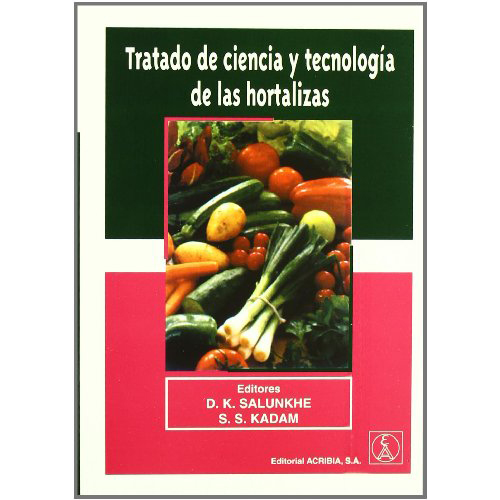 Tratado de ciencia y tecnología
de las hortalizas
Editores
D. K. SALUNKHE
S. S. KADAM
Editorial ACRIBIA, S.A.